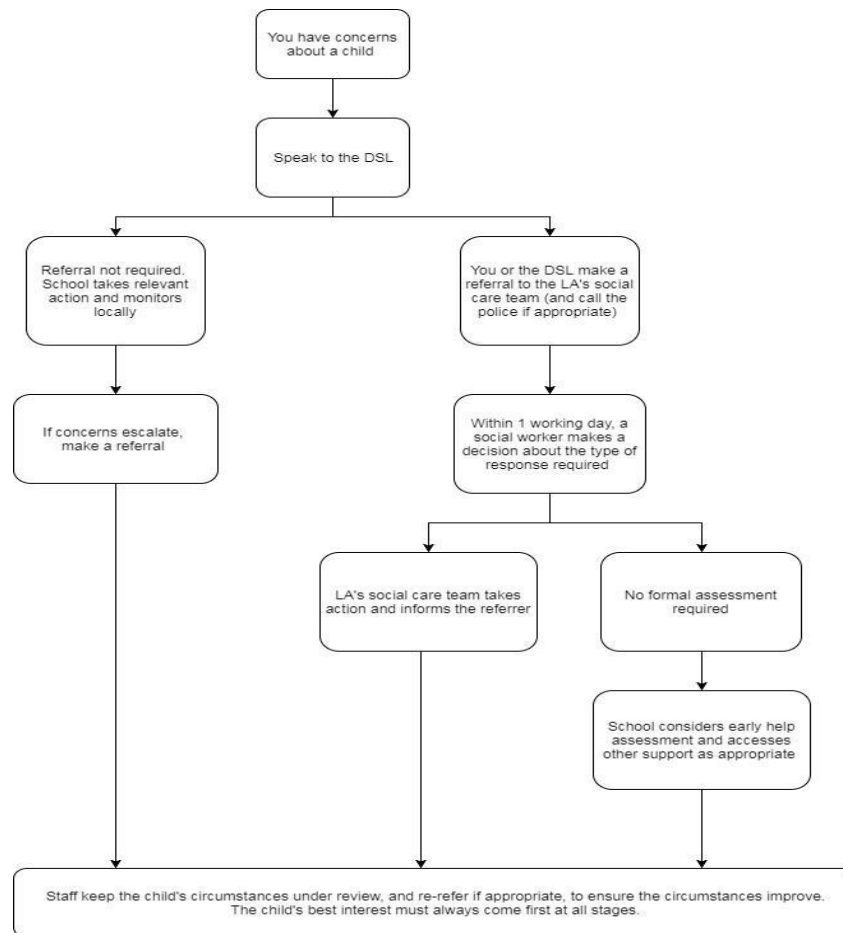 You have concerns
about a child
Speak to the DSL
Referral not required.
School takes relevant
action and monitors
locally
You or the DSL make a
referral to the LA's social
care team (and call the
police if appropriate)
If concerns escalate,
make a referral
Within 1 working day, a
social worker makes a
decision about the type of
response required
LA's social care team takes
action and informs the referrer
No formal assessment
required
School considers early help
assessment and accesses
other support as appropriate
Staff keep the child's circumstances under review, and re-refer if appropriate, to ensure the circumstances improve.
The child's best interest must always come first at all stages.